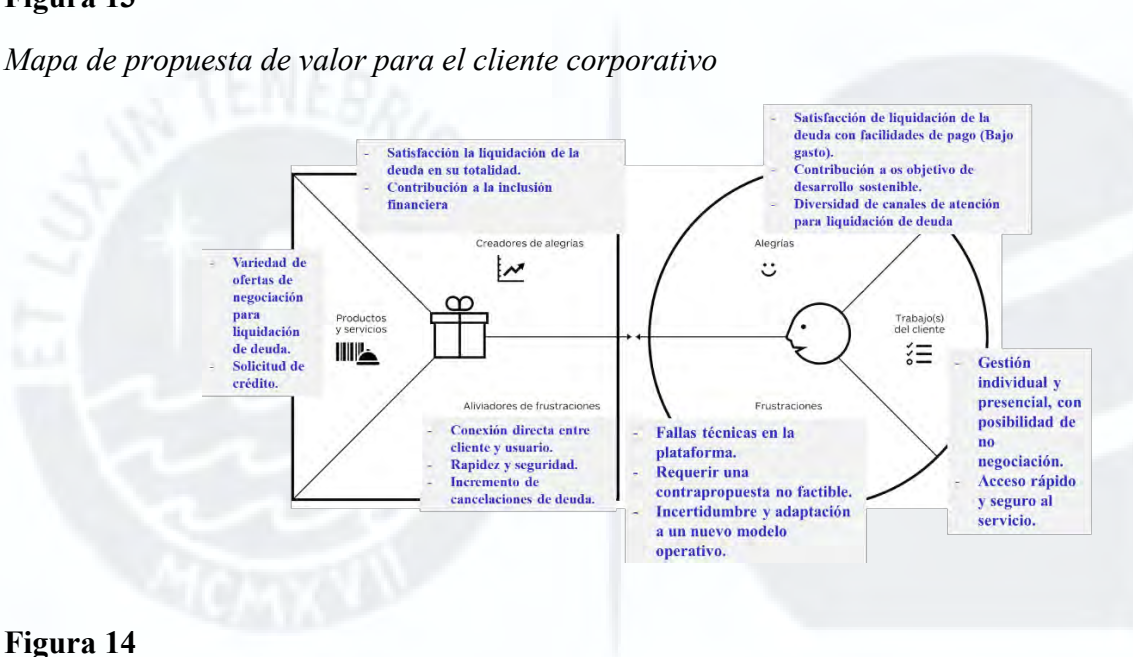 Figura 13
Mapa de propuesta de valor para el cliente corporativo
ET LUX IN TENEBRIS
MCMXVII
- Satisfacción la liquidación de la
deuda en su totalidad.
- Contribución a la inclusión
financiera
Creadores de alegrías
- Variedad de
ofertas de
negociación
para
liquidación
de deuda.
- Solicitud de
crédito.
Productos
y servicios
Aliviadores de frustraciones
- Conexión directa entre
cliente y usuario.
- Rapidez y seguridad.
- Incremento de
cancelaciones de deuda.
- Satisfacción de liquidación de la
deuda con facilidades de pago (Bajo
gasto).
- Contribución a os objetivo de
desarrollo sostenible.
- Diversidad de canales de atención
para liquidación de deuda
Alegrías
Trabajo(s)
del cliente
- Gestión
individual y
presencial, con
posibilidad de
no
negociación.
- Acceso rápido
y seguro al
servicio.
Frustraciones
- Fallas técnicas en la
plataforma.
- Requerir una
contrapropuesta no factible.
- Incertidumbre y adaptación
a un nuevo modelo
operativo.
Figura 14